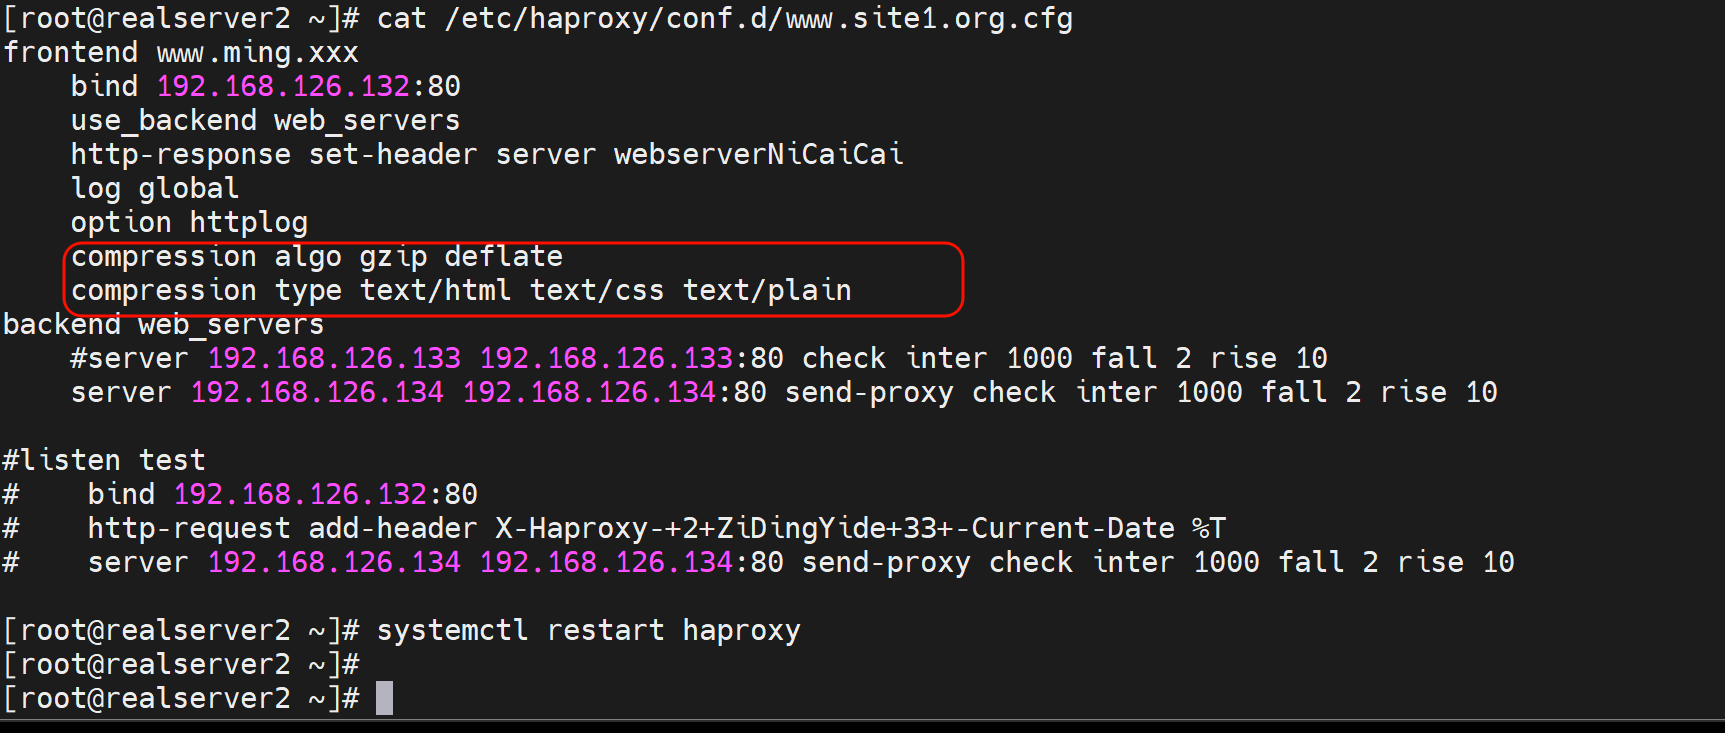 [root@realserver2 ~]# cat /etc/haproxy/conf.d/www.site1.org.cfg
frontend www.ming.xxx
    bind 192.168.126.132:80
    use_backend web_servers
    http-response set-header server webserverNiCaiCai
    log global
    option httplog
    compression algo gzip deflate
    compression type text/html text/css text/plain
backend web_servers
    #server 192.168.126.133 192.168.126.133:80 check inter 1000 fall 2 rise 10
    server 192.168.126.134 192.168.126.134:80 send-proxy check inter 1000 fall 2 rise 10

#listen test
#    bind 192.168.126.132:80
#    http-request add-header X-Haproxy-+2+ZiDingYide+33+-Current-Date %T
#    server 192.168.126.134 192.168.126.134:80 send-proxy check inter 1000 fall 2 rise 10

[root@realserver2 ~]# systemctl restart haproxy
[root@realserver2 ~]#
[root@realserver2 ~]#